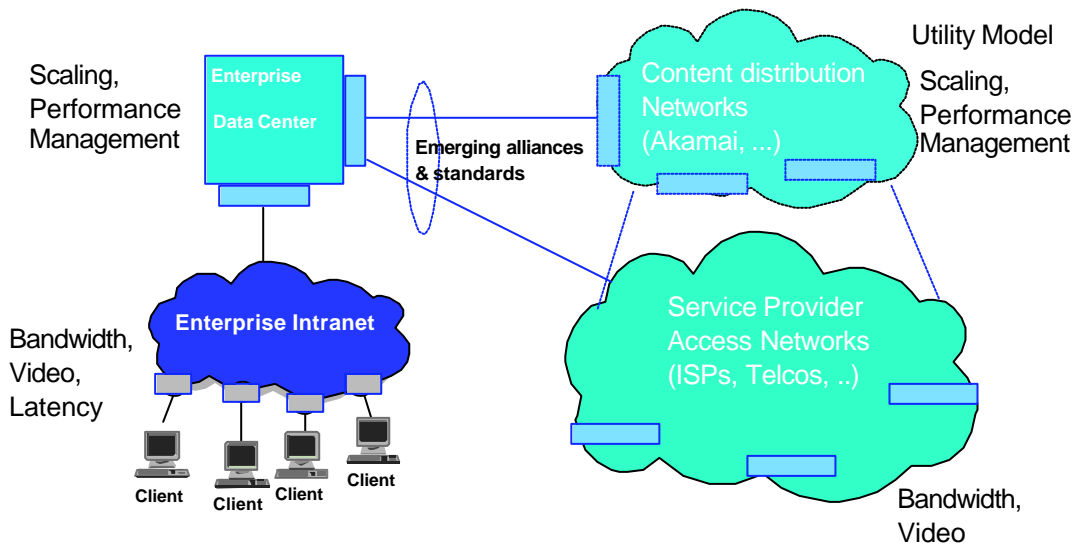 Scaling,
Performance
Management
Enterprise
Data Center
Emerging alliances
& standards
Content distribution
Networks
(Akamai, ...)
Utility Model
Scaling,
Performance
Management
Enterprise Intranet
Bandwidth,
Video,
Latency
Client
Client
Client
Client
Service Provider
Access Networks
(ISPs, Telcos, ..)
Bandwidth,
Video